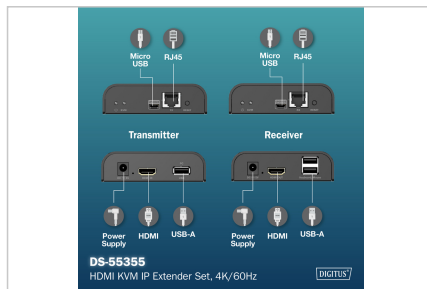 Micro
USB
RJ45
Micro
USB
RJ45
Transmitter
Receiver
Power
Supply
HDMI
USB-A
Power
Supply
HDMI
USB-A
DS-55355
HDMI KVM IP Extender Set, 4K/60Hz
DIGITUS®